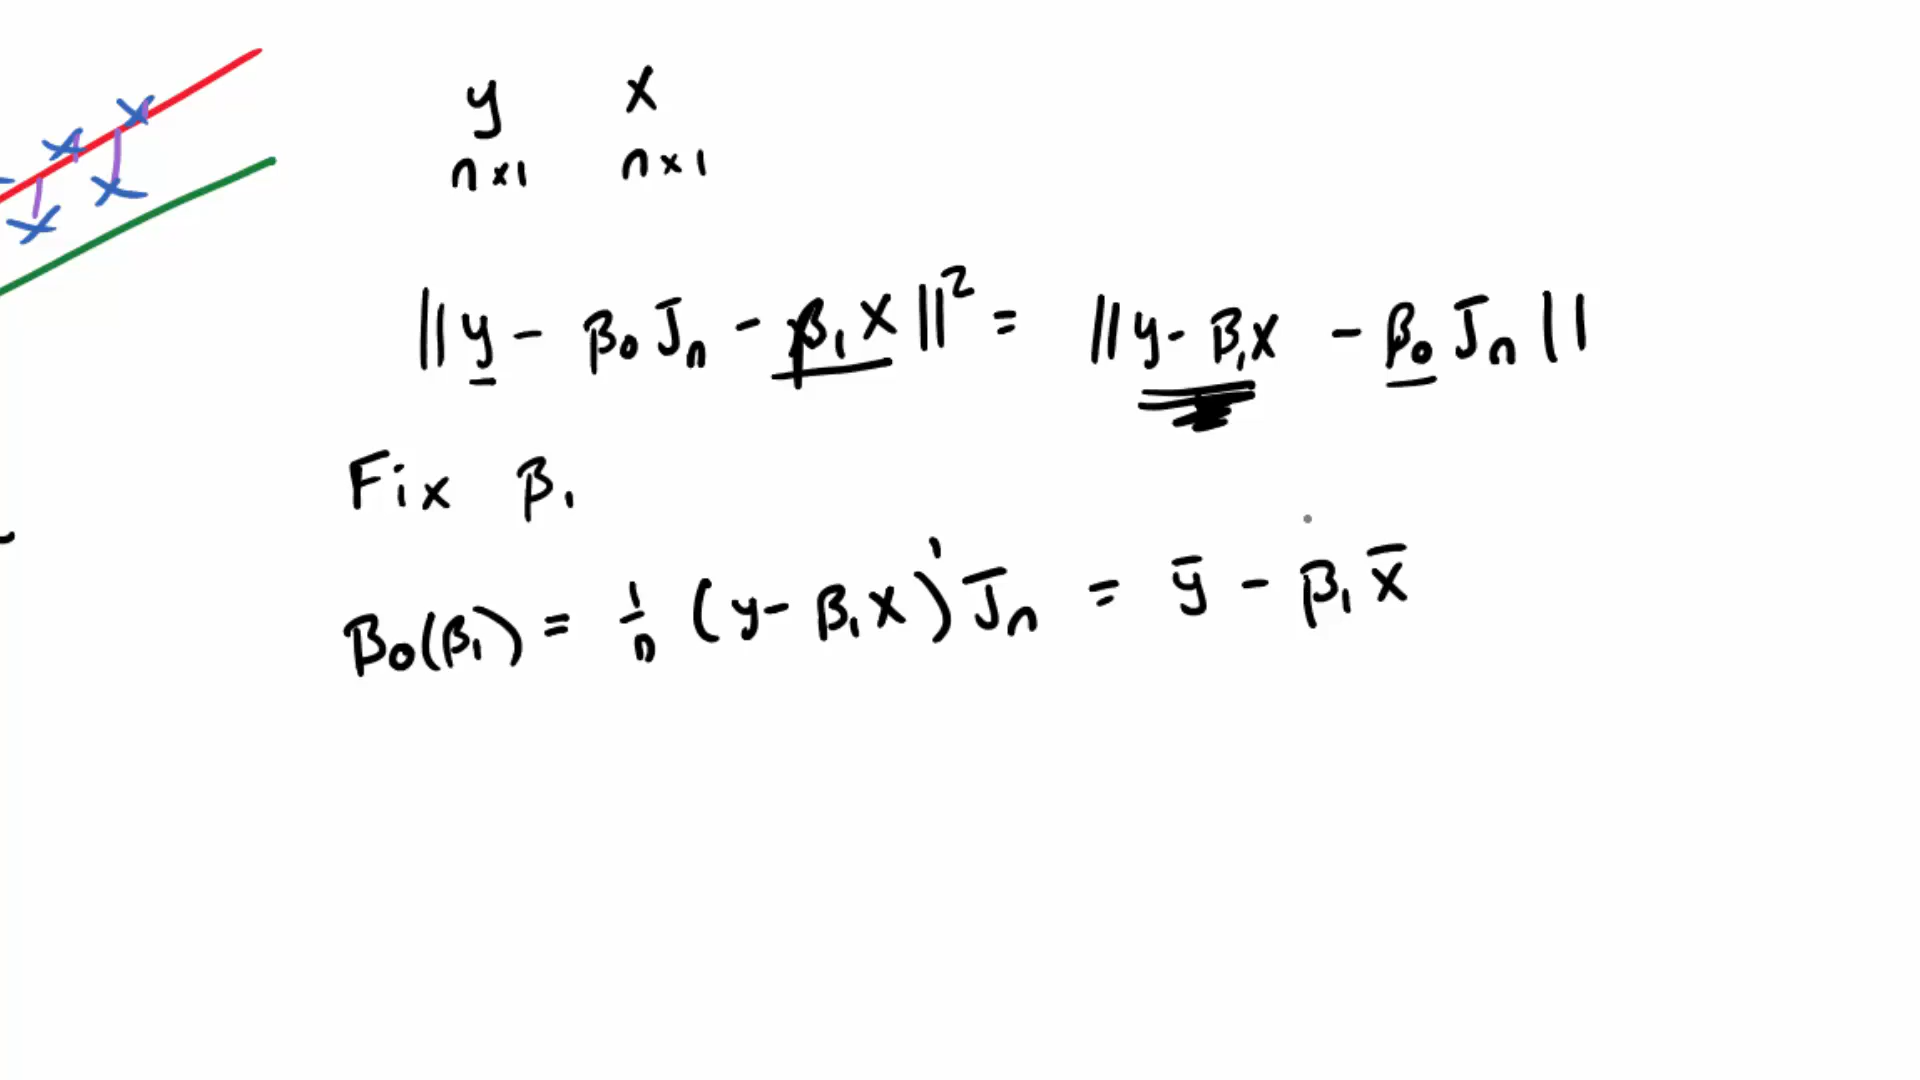 y x
n×1 n×1
||y - β₀Jₙ - β₁x||² = ||y - β₁x - β₀Jₙ||
Fix β₁
β₀(β₁) = 1/n (y - β₁x)'Jₙ = ȳ - β₁x̄